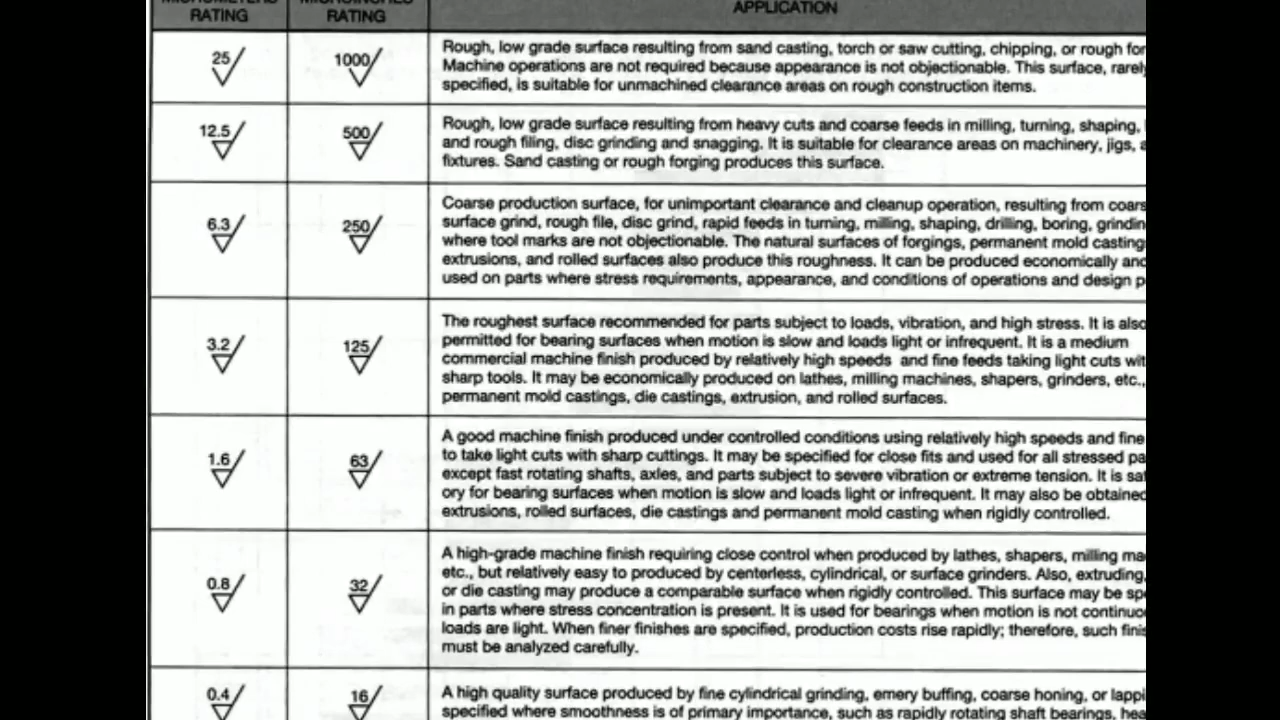 RATING
RATING
APPLICATION
25
1000
Rough, low grade surface resulting from sand casting, torch or saw cutting, chipping, or rough for
Machine operations are not required because appearance is not objectionable. This surface, rarely
specified, is suitable for unmachined clearance areas on rough construction items.
12.5
500
Rough, low grade surface resulting from heavy cuts and coarse feeds in milling, turning, shaping,
and rough filing, disc grinding and snagging. It is suitable for clearance areas on machinery, jigs, a
fixtures. Sand casting or rough forging produces this surface.
6.3
250
Coarse production surface, for unimportant clearance and cleanup operation, resulting from coars
surface grind, rough file, disc grind, rapid feeds in turning, milling, shaping, drilling, boring, grindin
where tool marks are not objectionable. The natural surfaces of forgings, permanent mold casting
extrusions, and rolled surfaces also produce this roughness. It can be produced economically and
used on parts where stress requirements, appearance, and conditions of operations and design p
3.2
125
The roughest surface recommended for parts subject to loads, vibration, and high stress. It is also
permitted for bearing surfaces when motion is slow and loads light or infrequent. It is a medium
commercial machine finish produced by relatively high speeds and fine feeds taking light cuts wit
sharp tools. It may be economically produced on lathes, milling machines, shapers, grinders, etc.,
permanent mold castings, die castings, extrusion, and rolled surfaces.
1.6
63
A good machine finish produced under controlled conditions using relatively high speeds and fine
to take light cuts with sharp cuttings. It may be specified for close fits and used for all stressed pa
except fast rotating shafts, axles, and parts subject to severe vibration or extreme tension. It is sat
ory for bearing surfaces when motion is slow and loads light or infrequent. It may also be obtained
extrusions, rolled surfaces, die castings and permanent mold casting when rigidly controlled.
0.8
32
A high-grade machine finish requiring close control when produced by lathes, shapers, milling ma
etc., but relatively easy to produced by centerless, cylindrical, or surface grinders. Also, extruding,
or die casting may produce a comparable surface when rigidly controlled. This surface may be spe
in parts where stress concentration is present. It is used for bearings when motion is not continuo
loads are light. When finer finishes are specified, production costs rise rapidly; therefore, such finis
must be analyzed carefully.
0.4
16
A high quality surface produced by fine cylindrical grinding, emery buffing, coarse honing, or lappi
specified where smoothness is of primary importance, such as rapidly rotating shaft bearings, hea